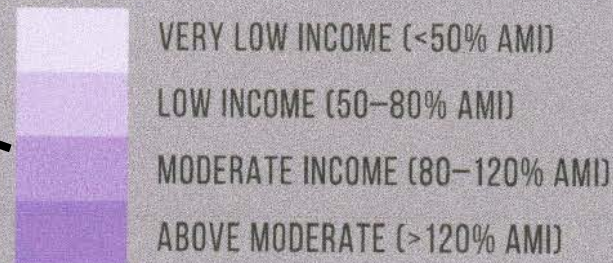 VERY LOW INCOME (<50% AMI)
LOW INCOME (50–80% AMI)
MODERATE INCOME (80–120% AMI)
ABOVE MODERATE (>120% AMI)